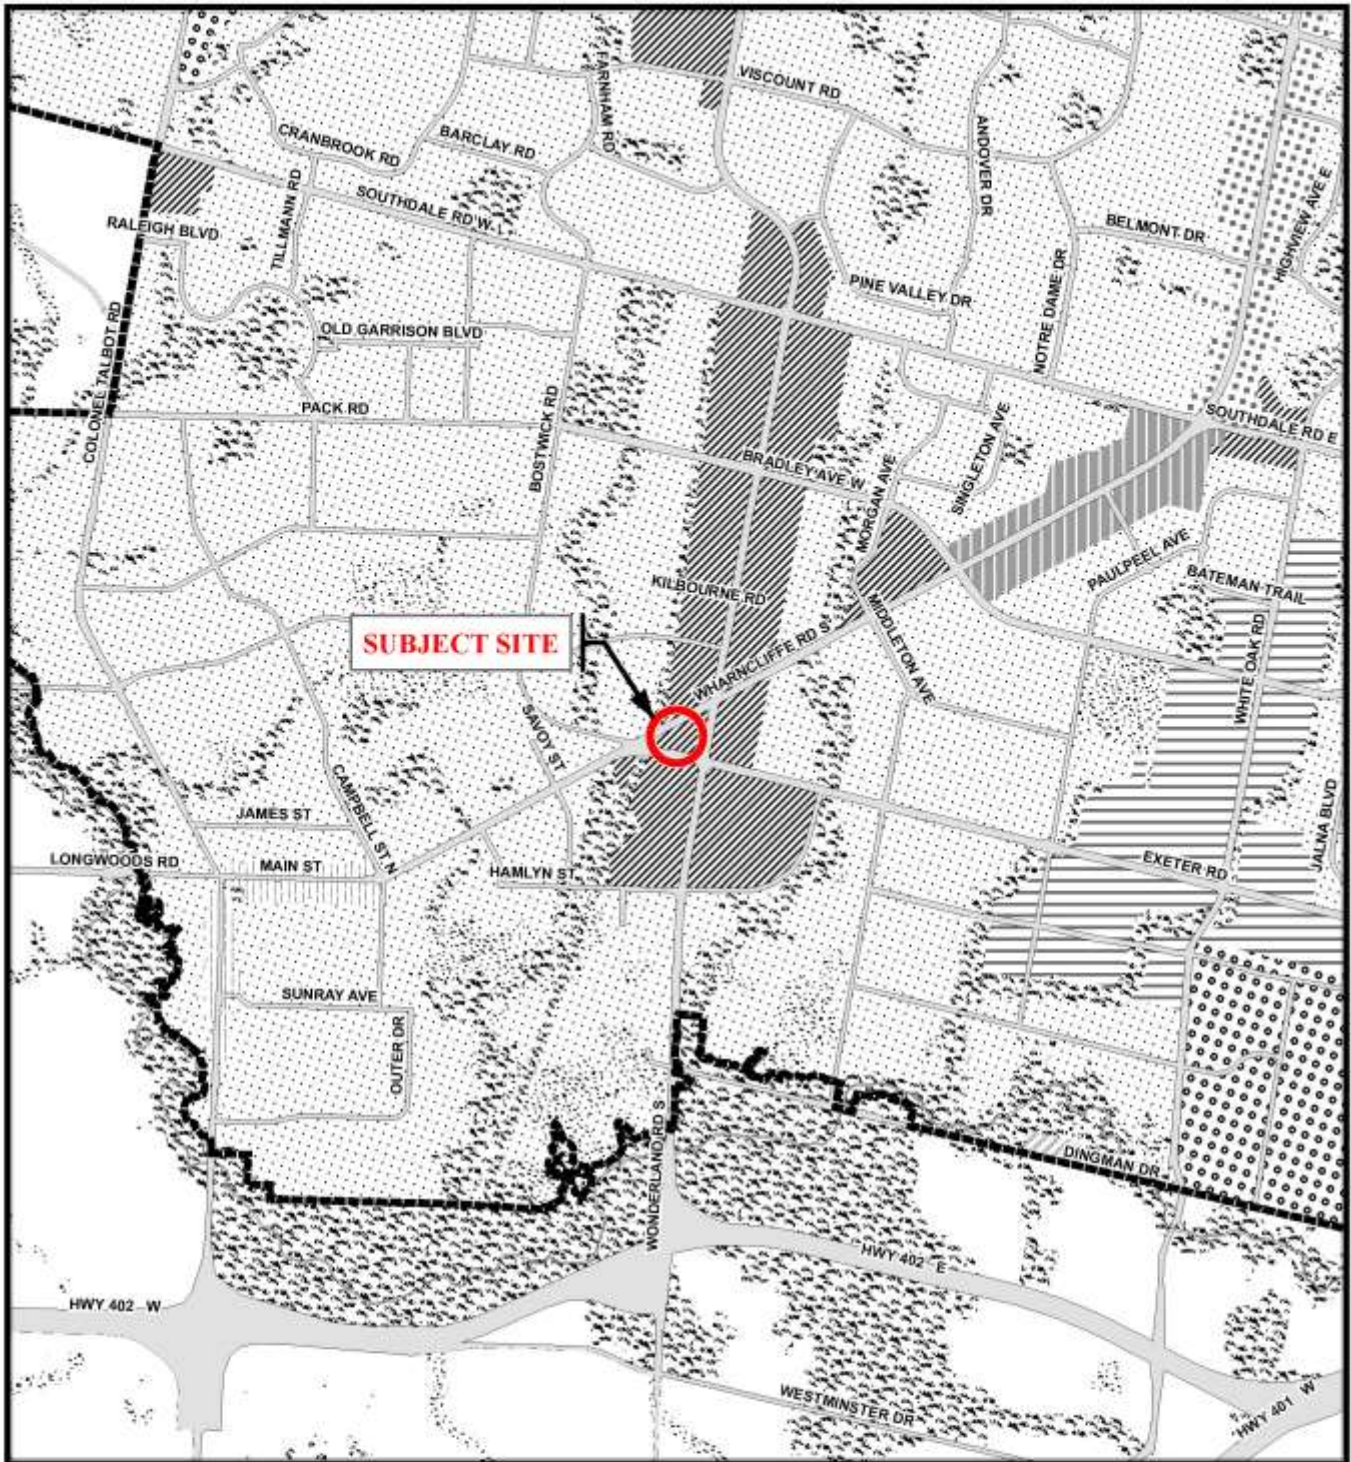 FARNHAM RD
VISCOUNT RD
CRANBROOK RD
BARCLAY RD
ANDOVER DR
TILLMANN RD
SOUTHDALE RD W
HIGHVIEW AVE E
RALEIGH BLVD
BELMONT DR
PINE VALLEY DR
NOTRE DAME DR
OLD GARRISON BLVD
COLONEL TALBOT RD
PACK RD
BOSTWICK RD
SOUTHDALE RD E
BRADLEY AVE W
MORGAN AVE
SINGLETON AVE
PAULPEEL AVE
BATEMAN TRAIL
KILBOURNE RD
MIDDLETON AVE
SUBJECT SITE
WHARNCLIFFE RD S
WHITE OAK RD
SAVOY ST
CAMPBELL ST N
JAMES ST
JALNA BLVD
LONGWOODS RD
MAIN ST
HAMLYN ST
EXETER RD
SUNRAY AVE
OUTER DR
WONDERLAND RD S
DINGMAN DR
HWY 402 E
HWY 402 W
WESTMINSTER DR
HWY 401 W